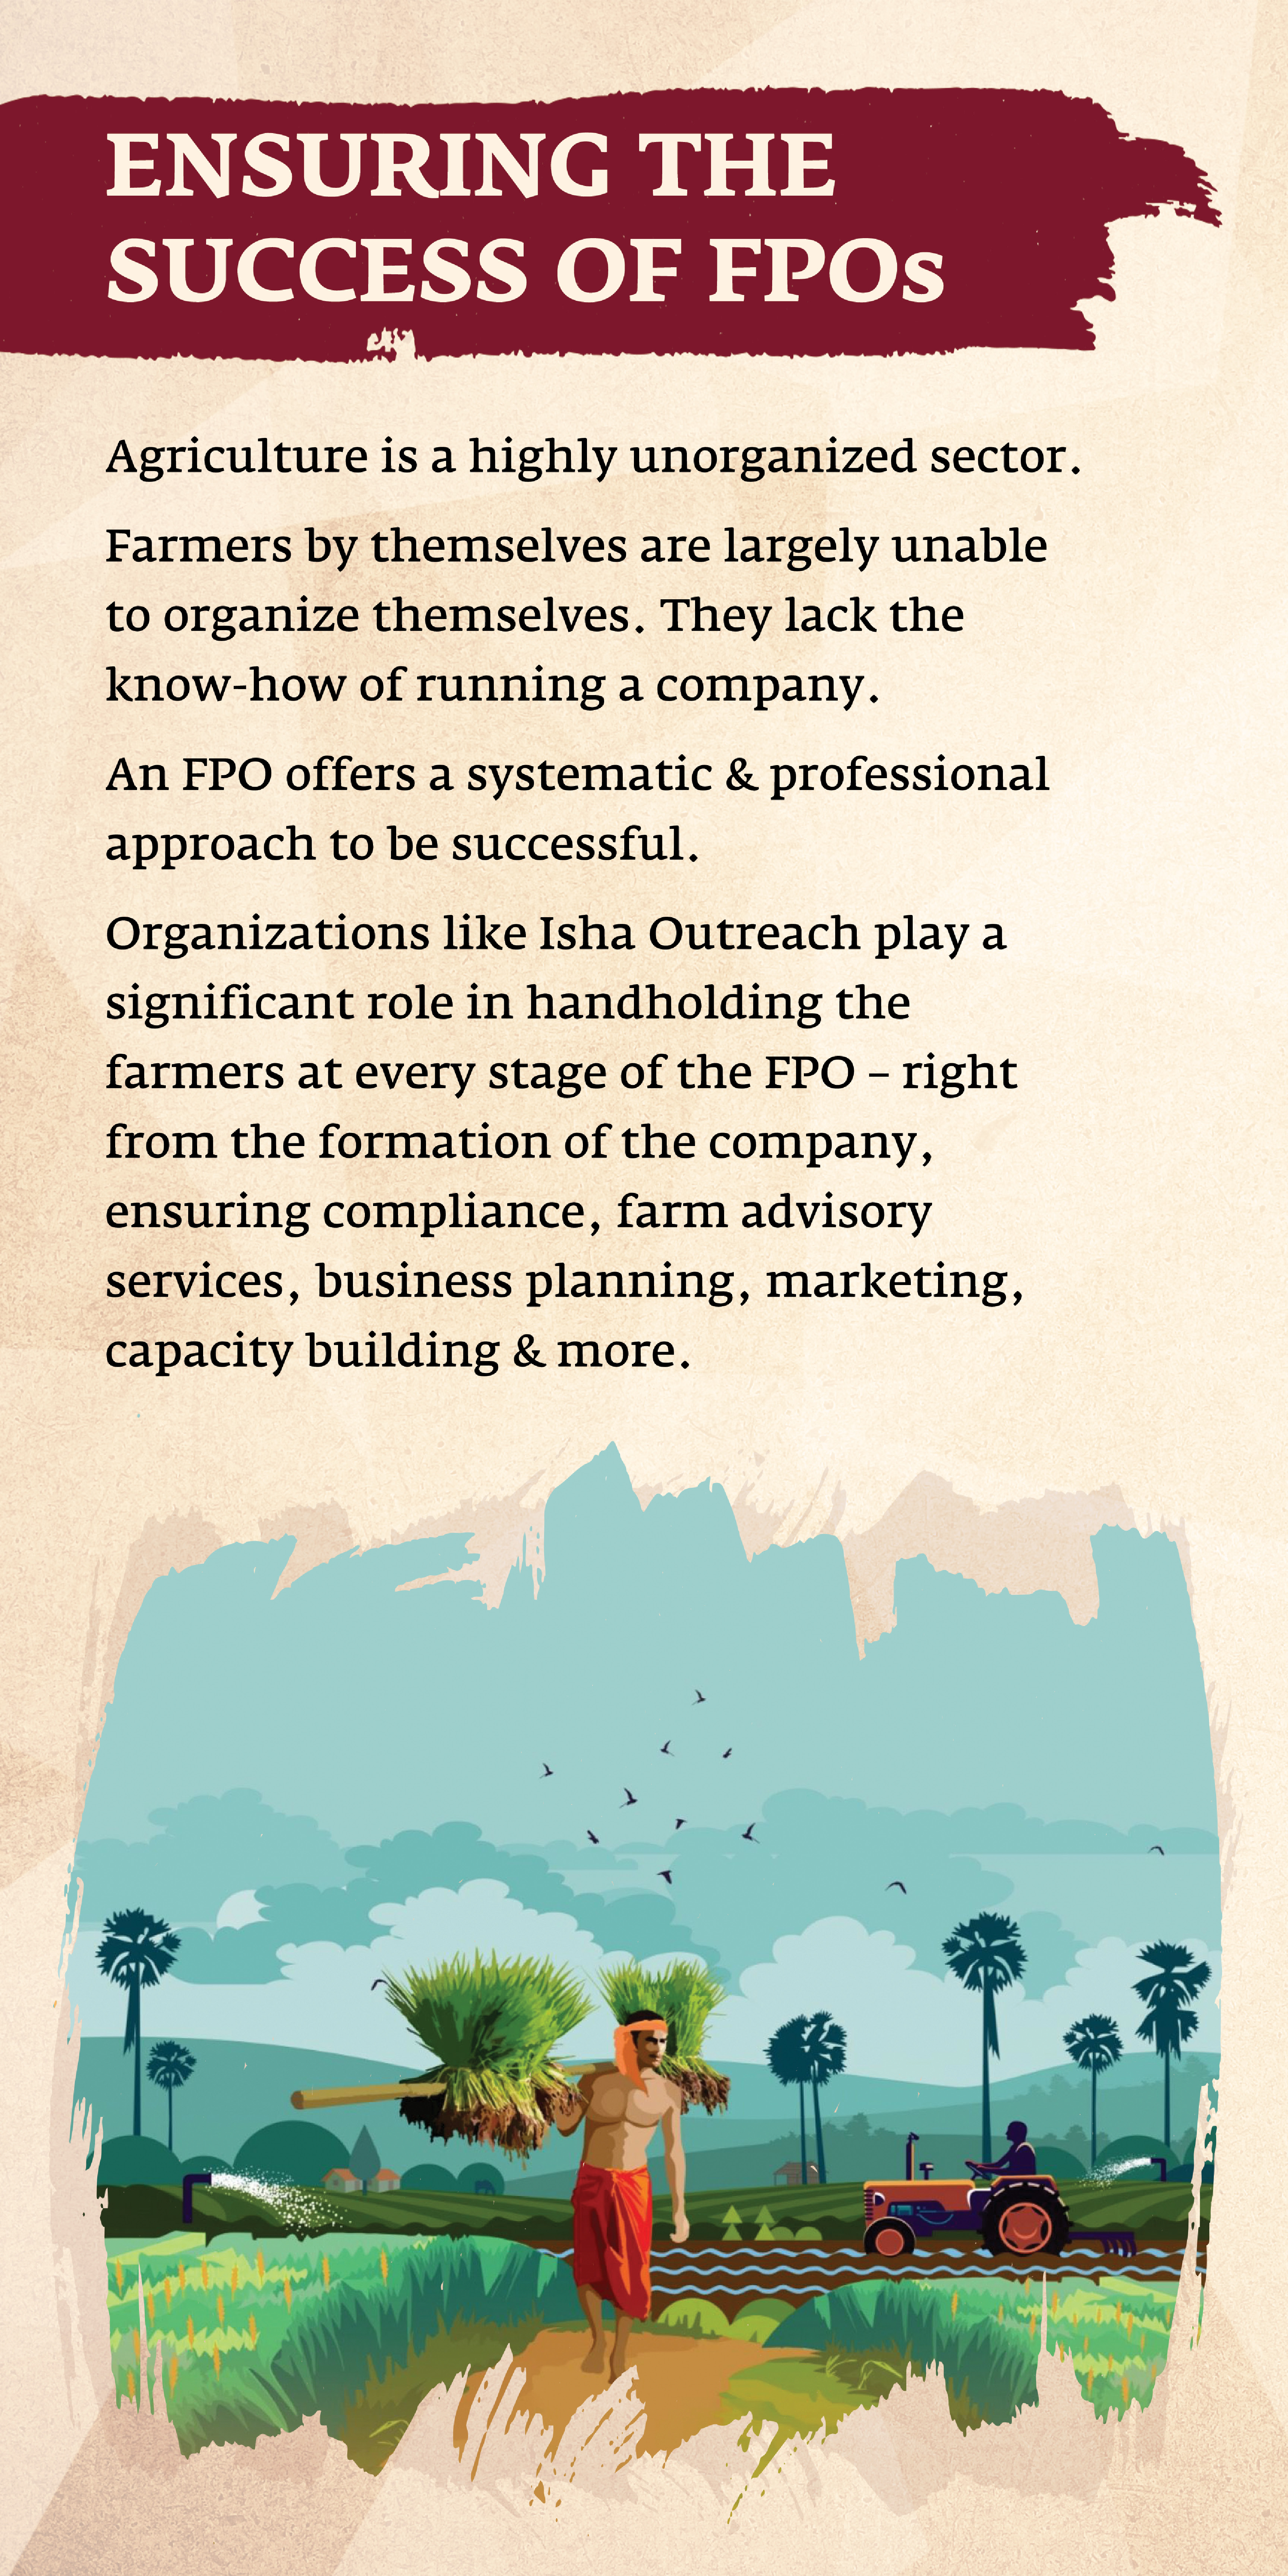 ENSURING THE
SUCCESS OF FPOs
Agriculture is a highly unorganized sector.
Farmers by themselves are largely unable
to organize themselves. They lack the
know-how of running a company.
An FPO offers a systematic & professional
approach to be successful.
Organizations like Isha Outreach play a
significant role in handholding the
farmers at every stage of the FPO – right
from the formation of the company,
ensuring compliance, farm advisory
services, business planning, marketing,
capacity building & more.